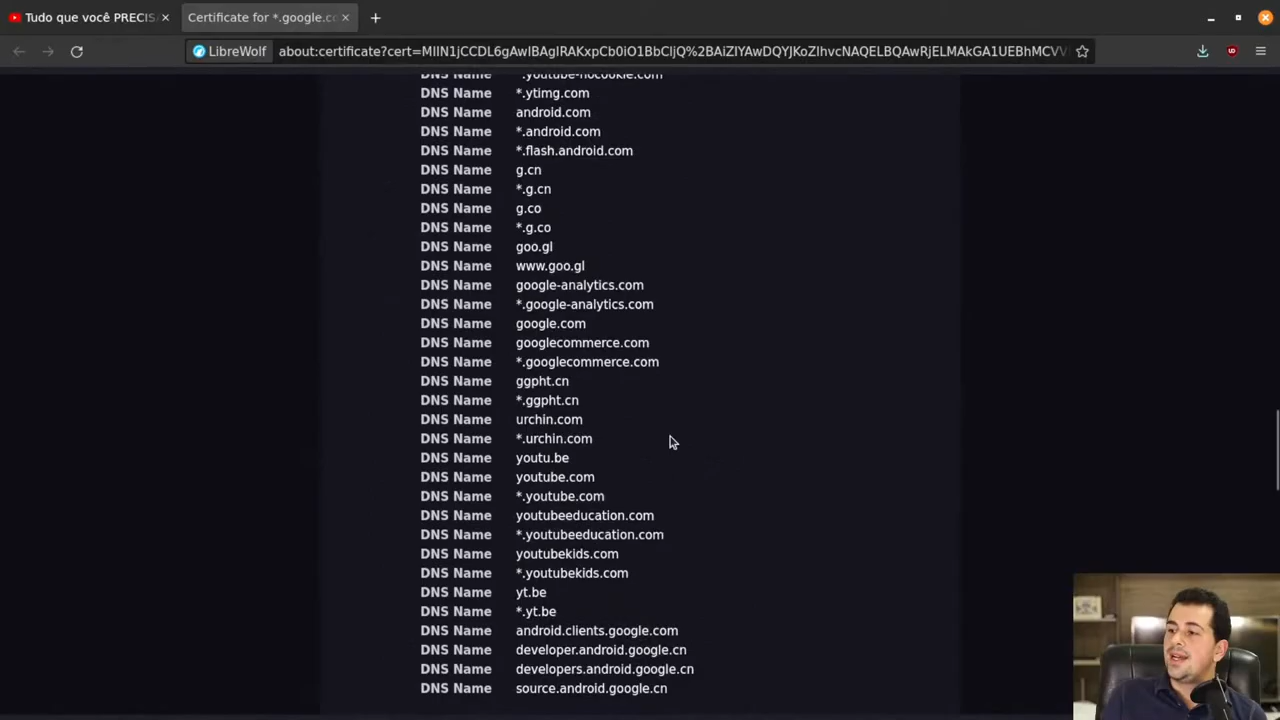 Tudo que você PRECIS
Certificate for *.google.co
LibreWolf
about:certificate?cert=MIIN1jCCDL6gAwIBAgIRAKxpCb0iO1BbCIjQ%2BAiZIYAwDQYJKoZIhvcNAQELBQAwRjELMAkGA1UEBhMCVV
DNS Name *.youtube-nocookie.com
DNS Name *.ytimg.com
DNS Name android.com
DNS Name *.android.com
DNS Name *.flash.android.com
DNS Name g.cn
DNS Name *.g.cn
DNS Name g.co
DNS Name *.g.co
DNS Name goo.gl
DNS Name www.goo.gl
DNS Name google-analytics.com
DNS Name *.google-analytics.com
DNS Name google.com
DNS Name googlecommerce.com
DNS Name *.googlecommerce.com
DNS Name ggpht.cn
DNS Name *.ggpht.cn
DNS Name urchin.com
DNS Name *.urchin.com
DNS Name youtu.be
DNS Name youtube.com
DNS Name *.youtube.com
DNS Name youtubeeducation.com
DNS Name *.youtubeeducation.com
DNS Name youtubekids.com
DNS Name *.youtubekids.com
DNS Name yt.be
DNS Name *.yt.be
DNS Name android.clients.google.com
DNS Name developer.android.google.cn
DNS Name developers.android.google.cn
DNS Name source.android.google.cn